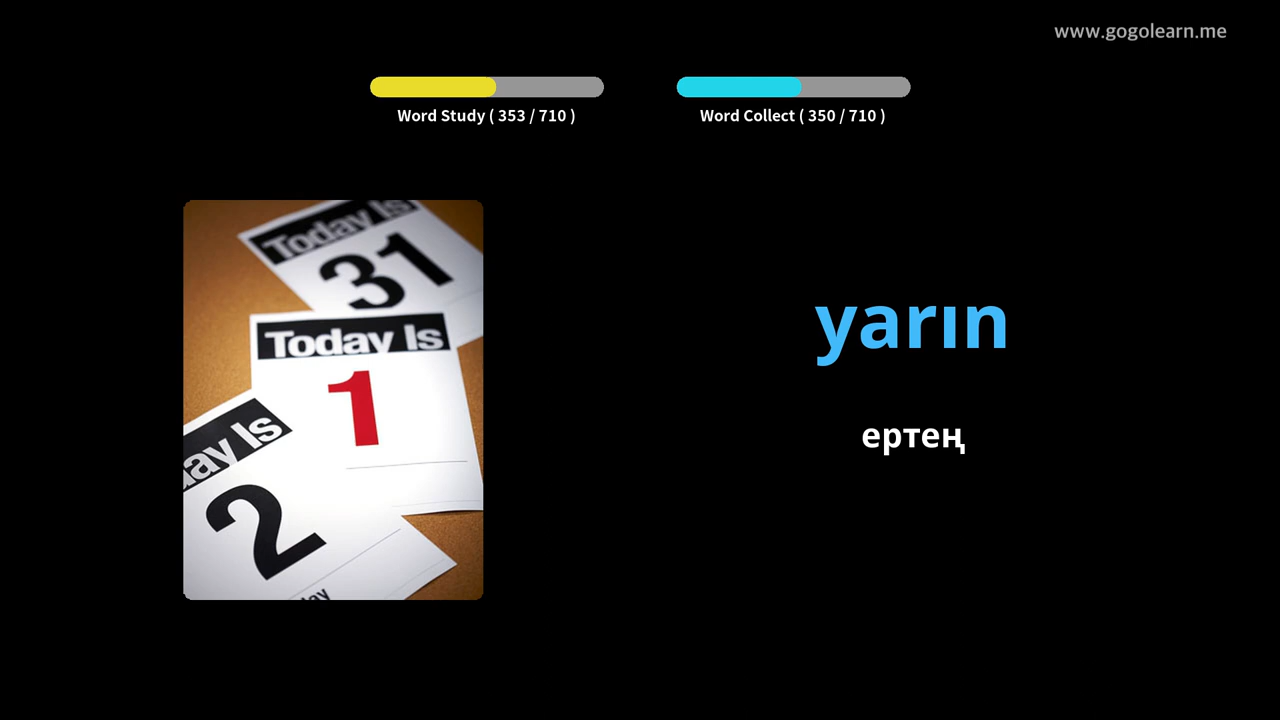 www.gogolearn.me
Word Study ( 353 / 710 )
Word Collect ( 350 / 710 )
Today Is
31
Today Is
1
ay Is
2
yarın
ертең